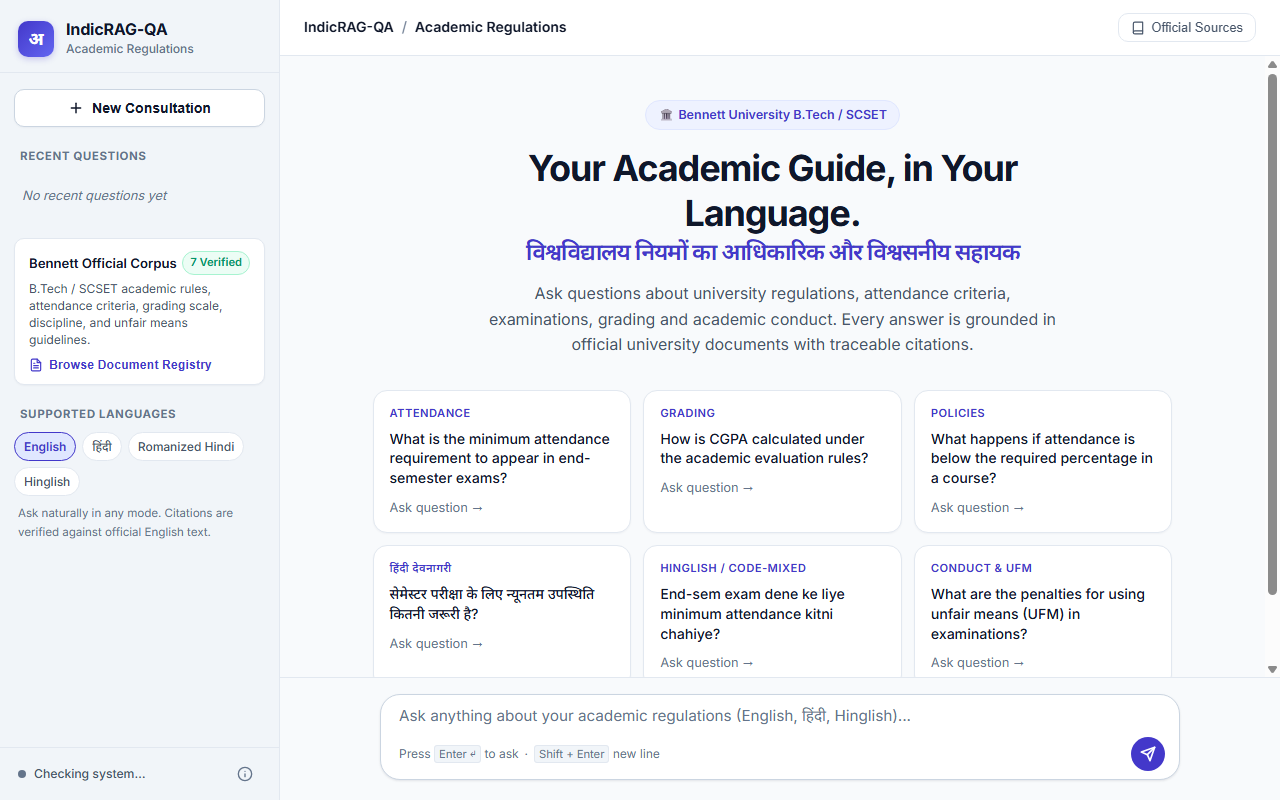 अ
IndicRAG-QA
Academic Regulations
+ New Consultation
RECENT QUESTIONS
No recent questions yet
Bennett Official Corpus
7 Verified
B.Tech / SCSET academic rules,
attendance criteria, grading scale,
discipline, and unfair means
guidelines.
Browse Document Registry
SUPPORTED LANGUAGES
English
हिंदी
Romanized Hindi
Hinglish
Ask naturally in any mode. Citations are
verified against official English text.
Checking system...
IndicRAG-QA / Academic Regulations
Official Sources
🏛️ Bennett University B.Tech / SCSET
Your Academic Guide, in Your
Language.
विश्वविद्यालय नियमों का आधिकारिक और विश्वसनीय सहायक
Ask questions about university regulations, attendance criteria,
examinations, grading and academic conduct. Every answer is grounded in
official university documents with traceable citations.
ATTENDANCE
What is the minimum attendance
requirement to appear in end-
semester exams?
Ask question →
GRADING
How is CGPA calculated under
the academic evaluation rules?
Ask question →
POLICIES
What happens if attendance is
below the required percentage in
a course?
Ask question →
हिंदी देवनागरी
सेमेस्टर परीक्षा के लिए न्यूनतम उपस्थिति
कितनी जरूरी है?
Ask question →
HINGLISH / CODE-MIXED
End-sem exam dene ke liye
minimum attendance kitni
chahiye?
Ask question →
CONDUCT & UFM
What are the penalties for using
unfair means (UFM) in
examinations?
Ask question →
Ask anything about your academic regulations (English, हिंदी, Hinglish)...
Press Enter ↵ to ask · Shift + Enter new line